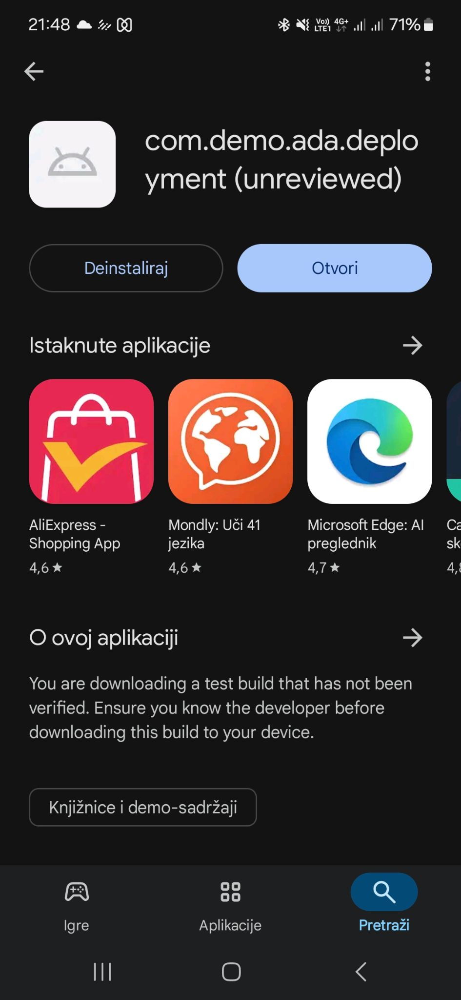 21:48
Vo)) 4G+ 71%
LTE1
com.demo.ada.deplo
yment (unreviewed)
Deinstaliraj Otvori
Istaknute aplikacije
AliExpress -
Shopping App
4,6 ★
Mondly: Uči 41
jezika
4,6 ★
Microsoft Edge: AI
preglednik
4,7 ★
Ca
sk
4,8
O ovoj aplikaciji
You are downloading a test build that has not been
verified. Ensure you know the developer before
downloading this build to your device.
Knjižnice i demo-sadržaji
Igre Aplikacije Pretraži